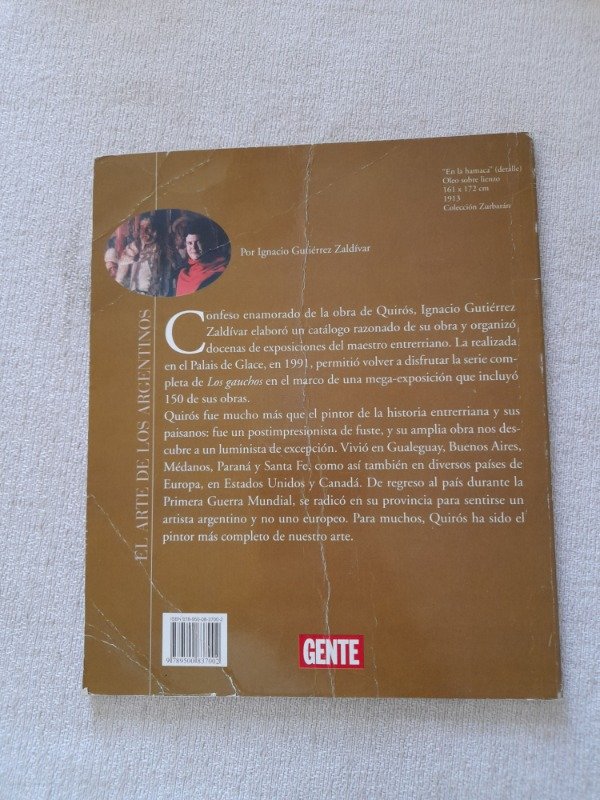 "En la hamaca" (detalle)
Oleo sobre lienzo
161 x 172 cm
1913
Colección Zurbarán
Por Ignacio Gutiérrez Zaldívar
EL ARTE DE LOS ARGENTINOS
Confeso enamorado de la obra de Quirós, Ignacio Gutiérrez
Zaldívar elaboró un catálogo razonado de su obra y organizó
docenas de exposiciones del maestro entrerriano. La realizada
en el Palais de Glace, en 1991, permitió volver a disfrutar la serie com-
pleta de Los gauchos en el marco de una mega-exposición que incluyó
150 de sus obras.
Quirós fue mucho más que el pintor de la historia entrerriana y sus
paisanos: fue un postimpresionista de fuste, y su amplia obra nos des-
cubre a un luminista de excepción. Vivió en Gualeguay, Buenos Aires,
Médanos, Paraná y Santa Fe, como así también en diversos países de
Europa, en Estados Unidos y Canadá. De regreso al país durante la
Primera Guerra Mundial, se radicó en su provincia para sentirse un
artista argentino y no uno europeo. Para muchos, Quirós ha sido el
pintor más completo de nuestro arte.
ISBN 978-950-08-3790-2
9789500837902
GENTE